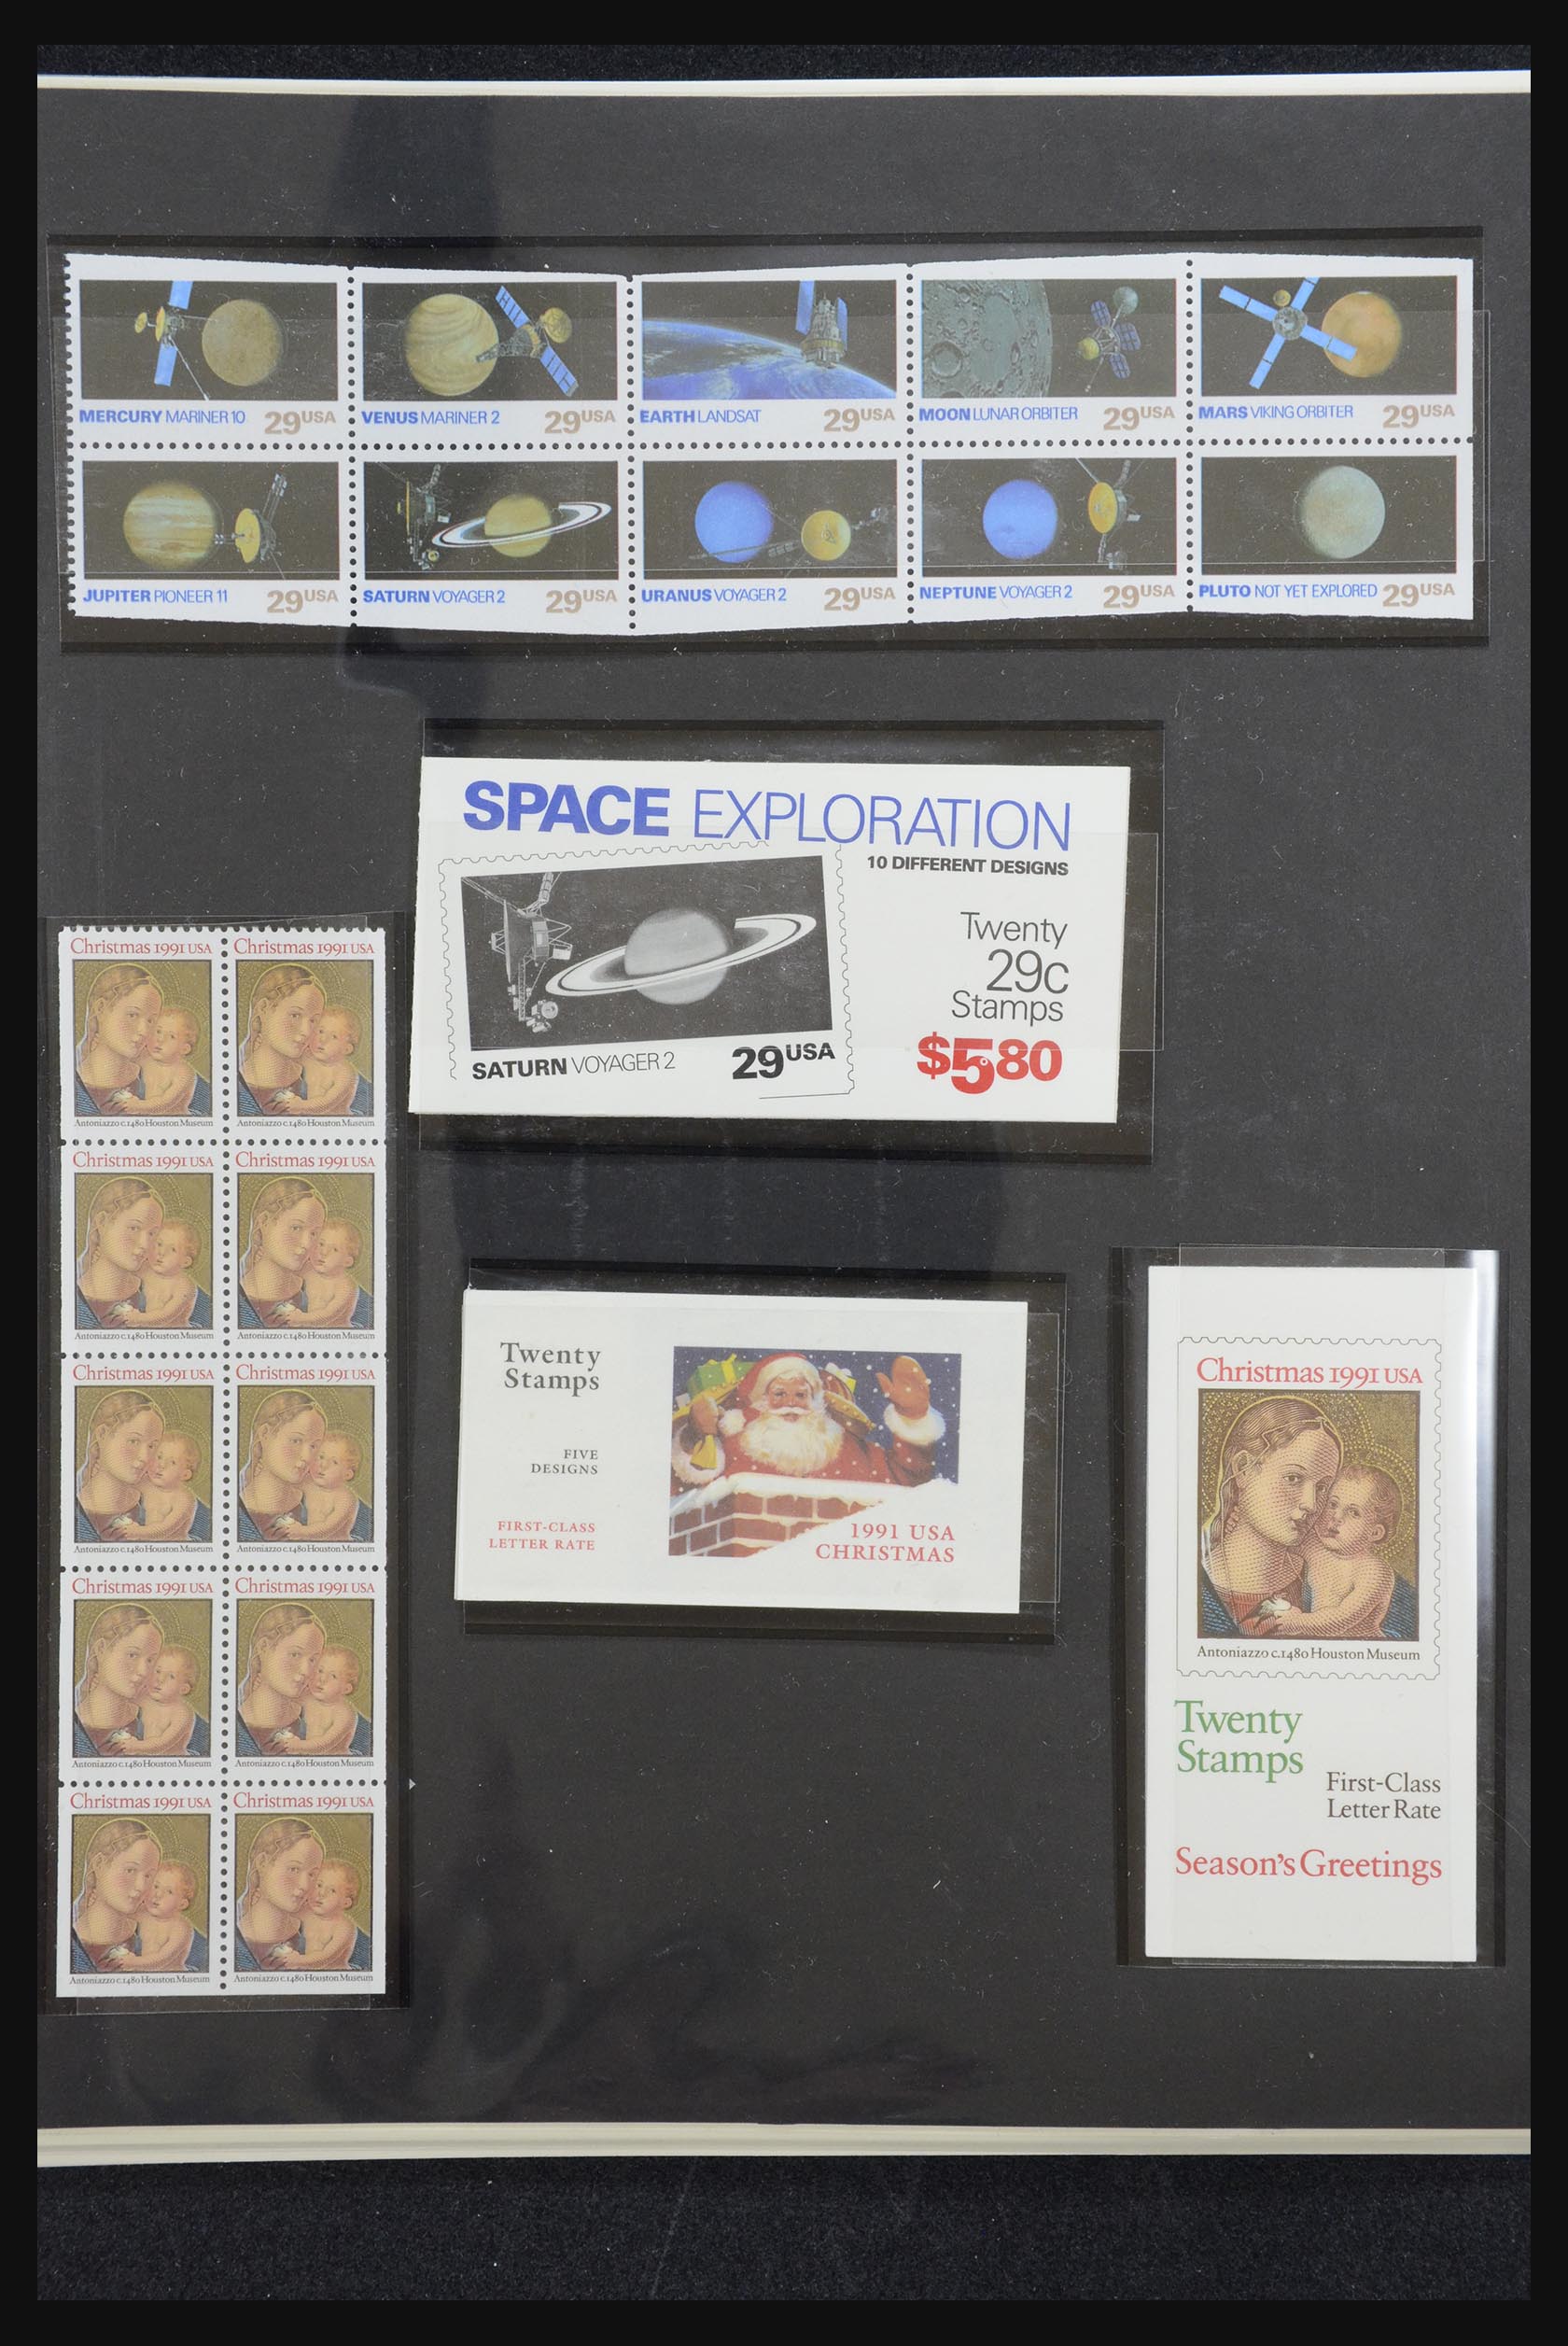 MERCURY MARINER 10 29USA
VENUS MARINER 2 29USA
EARTH LANDSAT 29USA
MOON LUNAR ORBITER 29USA
MARS VIKING ORBITER 29USA
JUPITER PIONEER 11 29USA
SATURN VOYAGER 2 29USA
URANUS VOYAGER 2 29USA
NEPTUNE VOYAGER 2 29USA
PLUTO NOT YET EXPLORED 29USA
SPACE EXPLORATION
10 DIFFERENT DESIGNS
Twenty
29c
Stamps
$5.80
SATURN VOYAGER 2 29USA
Christmas 1991 USA
Antoniazzo c.1480 Houston Museum
Christmas 1991 USA
Antoniazzo c.1480 Houston Museum
Christmas 1991 USA
Antoniazzo c.1480 Houston Museum
Christmas 1991 USA
Antoniazzo c.1480 Houston Museum
Christmas 1991 USA
Antoniazzo c.1480 Houston Museum
Christmas 1991 USA
Antoniazzo c.1480 Houston Museum
Christmas 1991 USA
Antoniazzo c.1480 Houston Museum
Christmas 1991 USA
Antoniazzo c.1480 Houston Museum
Christmas 1991 USA
Antoniazzo c.1480 Houston Museum
Christmas 1991 USA
Antoniazzo c.1480 Houston Museum
Twenty
Stamps
FIVE
DESIGNS
FIRST-CLASS
LETTER RATE
1991 USA
CHRISTMAS
Christmas 1991 USA
Antoniazzo c.1480 Houston Museum
Twenty
Stamps
First-Class
Letter Rate
Season's Greetings